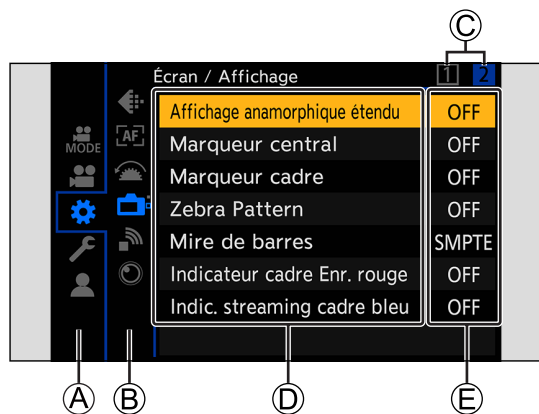 C
Écran / Affichage 1 2
Affichage anamorphique étendu OFF
Marqueur central OFF
Marqueur cadre OFF
Zebra Pattern OFF
Mire de barres SMPTE
Indicateur cadre Enr. rouge OFF
Indic. streaming cadre bleu OFF
MODE
AF
A B D E